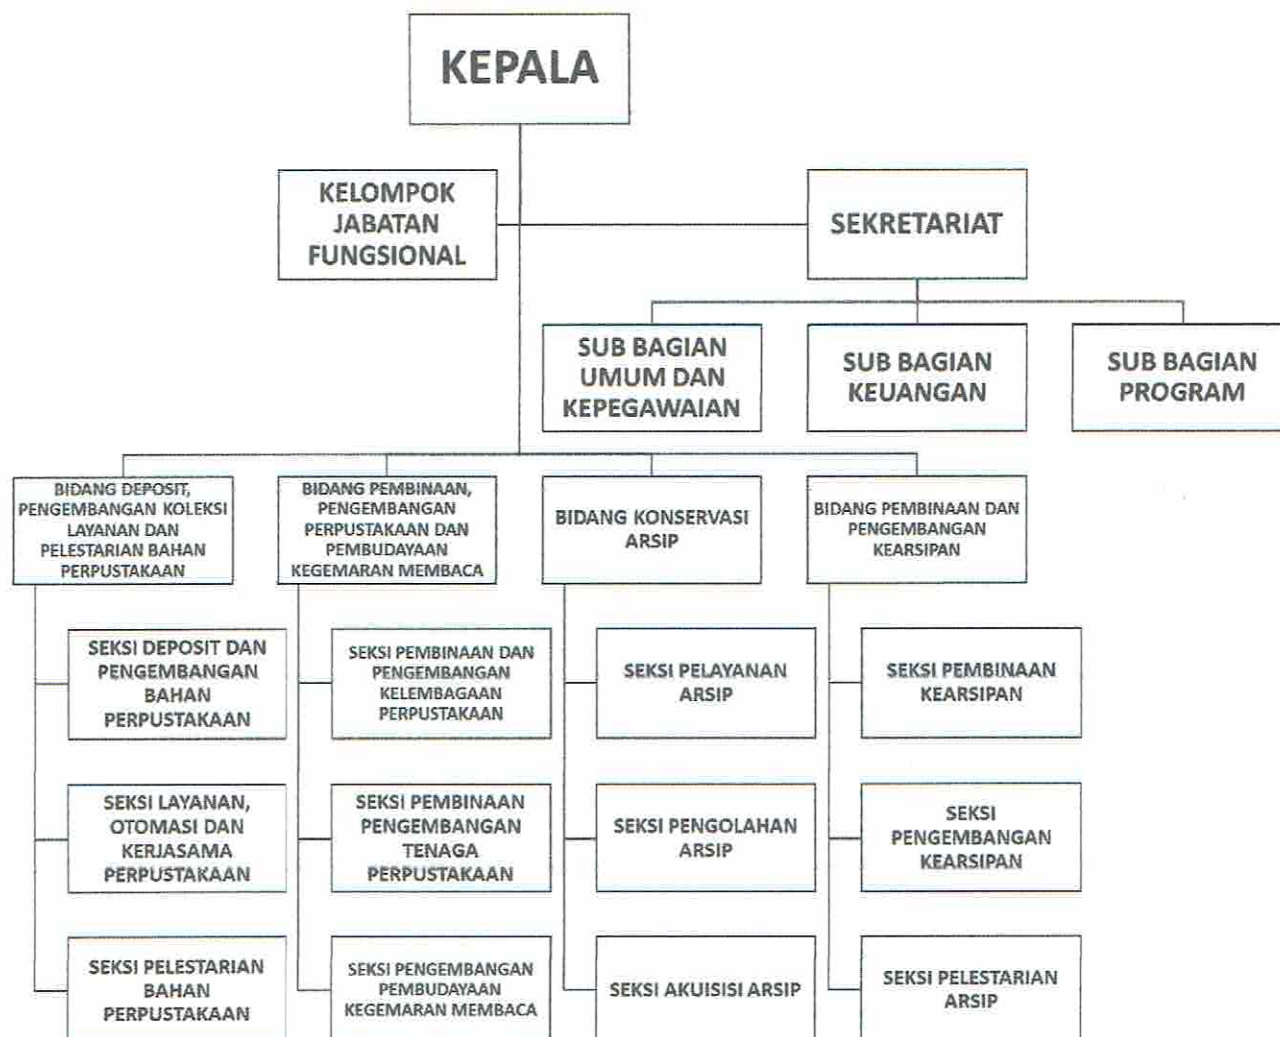 KEPALA
KELOMPOK
JABATAN
FUNGSIONAL
SEKRETARIAT
SUB BAGIAN
UMUM DAN
KEPEGAWAIAN
SUB BAGIAN
KEUANGAN
SUB BAGIAN
PROGRAM
BIDANG DEPOSIT,
PENGEMBANGAN KOLEKSI
LAYANAN DAN
PELESTARIAN BAHAN
PERPUSTAKAAN
BIDANG PEMBINAAN,
PENGEMBANGAN
PERPUSTAKAAN DAN
PEMBUDAYAAN
KEGEMARAN MEMBACA
BIDANG KONSERVASI
ARSIP
BIDANG PEMBINAAN DAN
PENGEMBANGAN
KEARSIPAN
SEKSI DEPOSIT DAN
PENGEMBANGAN
BAHAN
PERPUSTAKAAN
SEKSI PEMBINAAN DAN
PENGEMBANGAN
KELEMBAGAAN
PERPUSTAKAAN
SEKSI PELAYANAN
ARSIP
SEKSI PEMBINAAN
KEARSIPAN
SEKSI LAYANAN,
OTOMASI DAN
KERJASAMA
PERPUSTAKAAN
SEKSI PEMBINAAN
PENGEMBANGAN
TENAGA
PERPUSTAKAAN
SEKSI PENGOLAHAN
ARSIP
SEKSI
PENGEMBANGAN
KEARSIPAN
SEKSI PELESTARIAN
BAHAN
PERPUSTAKAAN
SEKSI PENGEMBANGAN
PEMBUDAYAAN
KEGEMARAN MEMBACA
SEKSI AKUISISI ARSIP
SEKSI PELESTARIAN
ARSIP